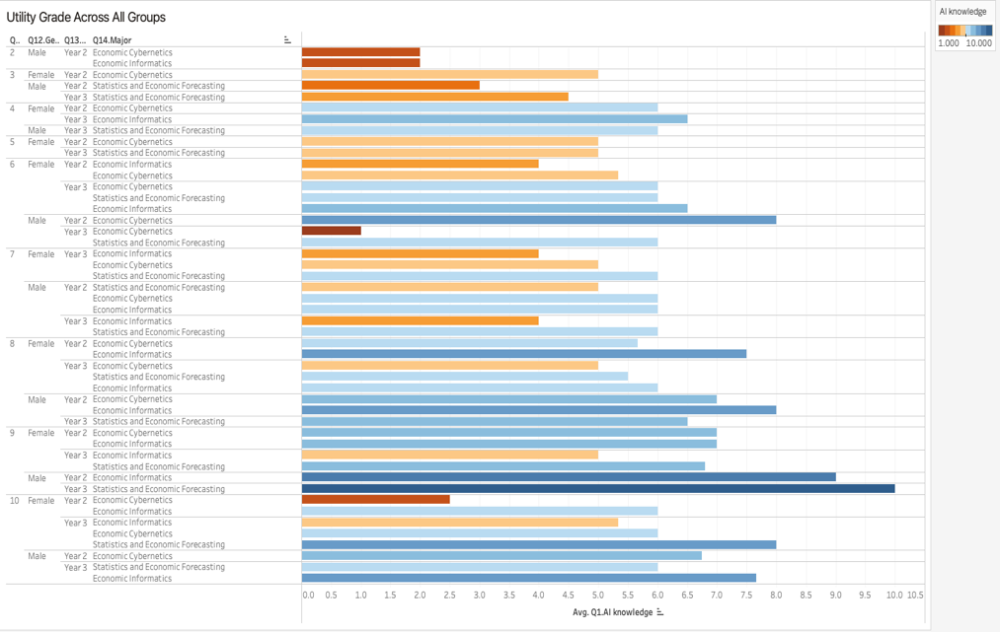 Utility Grade Across All Groups
AI knowledge
1.000 10.000
Q.. Q12.Ge.. Q13... Q14.Major
2 Male Year 2 Economic Cybernetics
Economic Informatics
3 Female Year 2 Economic Cybernetics
Male Year 2 Statistics and Economic Forecasting
Year 3 Statistics and Economic Forecasting
4 Female Year 2 Economic Cybernetics
Year 3 Economic Informatics
Male Year 3 Statistics and Economic Forecasting
5 Female Year 2 Economic Cybernetics
Year 3 Statistics and Economic Forecasting
6 Female Year 2 Economic Informatics
Economic Cybernetics
Year 3 Economic Cybernetics
Statistics and Economic Forecasting
Economic Informatics
Male Year 2 Economic Cybernetics
Year 3 Economic Cybernetics
Statistics and Economic Forecasting
7 Female Year 3 Economic Informatics
Economic Cybernetics
Statistics and Economic Forecasting
Male Year 2 Statistics and Economic Forecasting
Economic Cybernetics
Economic Informatics
Year 3 Economic Informatics
Statistics and Economic Forecasting
8 Female Year 2 Economic Cybernetics
Economic Informatics
Year 3 Economic Cybernetics
Statistics and Economic Forecasting
Economic Informatics
Male Year 2 Economic Cybernetics
Economic Informatics
Year 3 Statistics and Economic Forecasting
9 Female Year 2 Economic Cybernetics
Economic Informatics
Year 3 Economic Informatics
Statistics and Economic Forecasting
Male Year 2 Economic Informatics
Year 3 Statistics and Economic Forecasting
10 Female Year 2 Economic Cybernetics
Economic Informatics
Year 3 Economic Informatics
Economic Cybernetics
Statistics and Economic Forecasting
Male Year 2 Economic Cybernetics
Year 3 Statistics and Economic Forecasting
Economic Informatics
0.0 0.5 1.0 1.5 2.0 2.5 3.0 3.5 4.0 4.5 5.0 5.5 6.0 6.5 7.0 7.5 8.0 8.5 9.0 9.5 10.0 10.5
Avg. Q1.AI knowledge